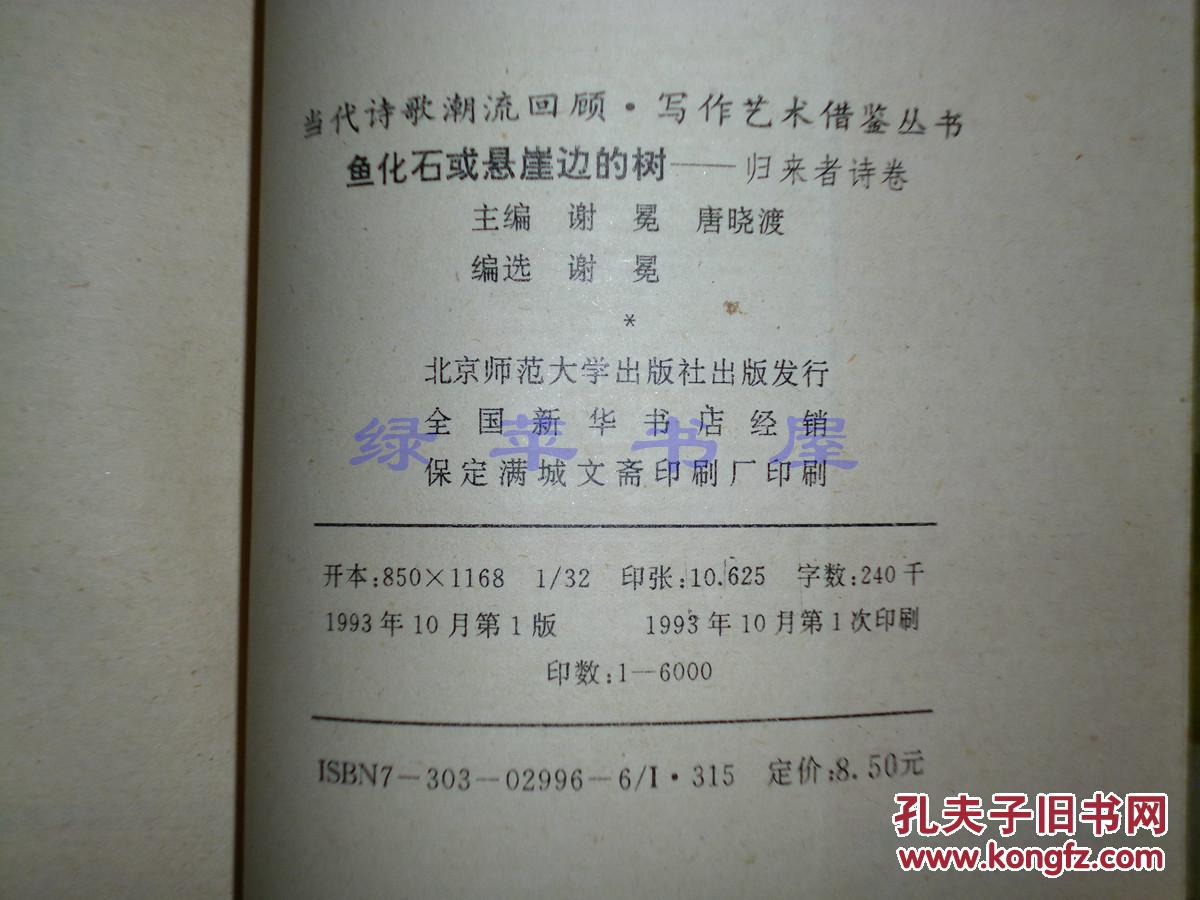 当代诗歌潮流回顾·写作艺术借鉴丛书
鱼化石或悬崖边的树——归来者诗卷
主编 谢 冕 唐晓渡
编选 谢 冕
*
北京师范大学出版社出版发行
全国新华书店经销
绿苹书屋
保定满城文斋印刷厂印刷
开本:850×1168 1/32 印张:10.625 字数:240千
1993年10月第1版 1993年10月第1次印刷
印数:1—6000
ISBN7-303-02996-6/I·315 定价:8.50元
孔夫子旧书网
www.kongfz.com